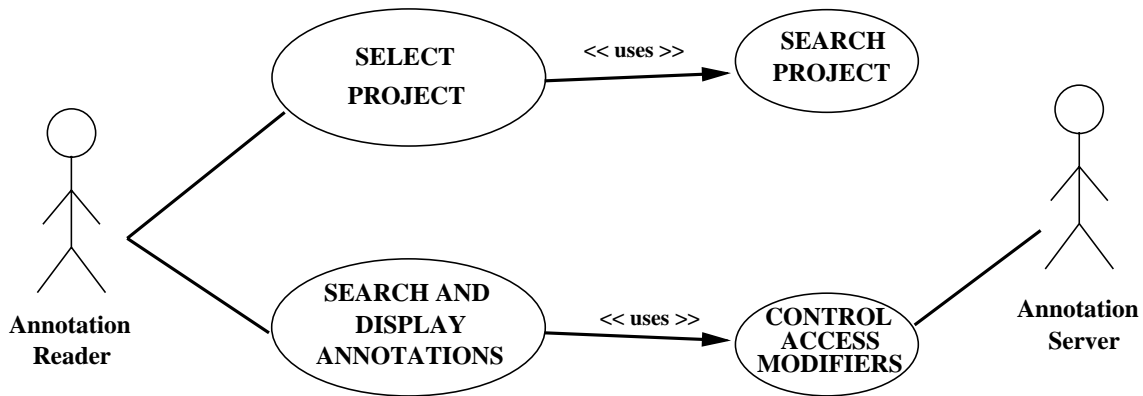 SELECT
PROJECT
<< uses >>
SEARCH
PROJECT
Annotation
Reader
SEARCH AND
DISPLAY
ANNOTATIONS
<< uses >>
CONTROL
ACCESS
MODIFIERS
Annotation
Server